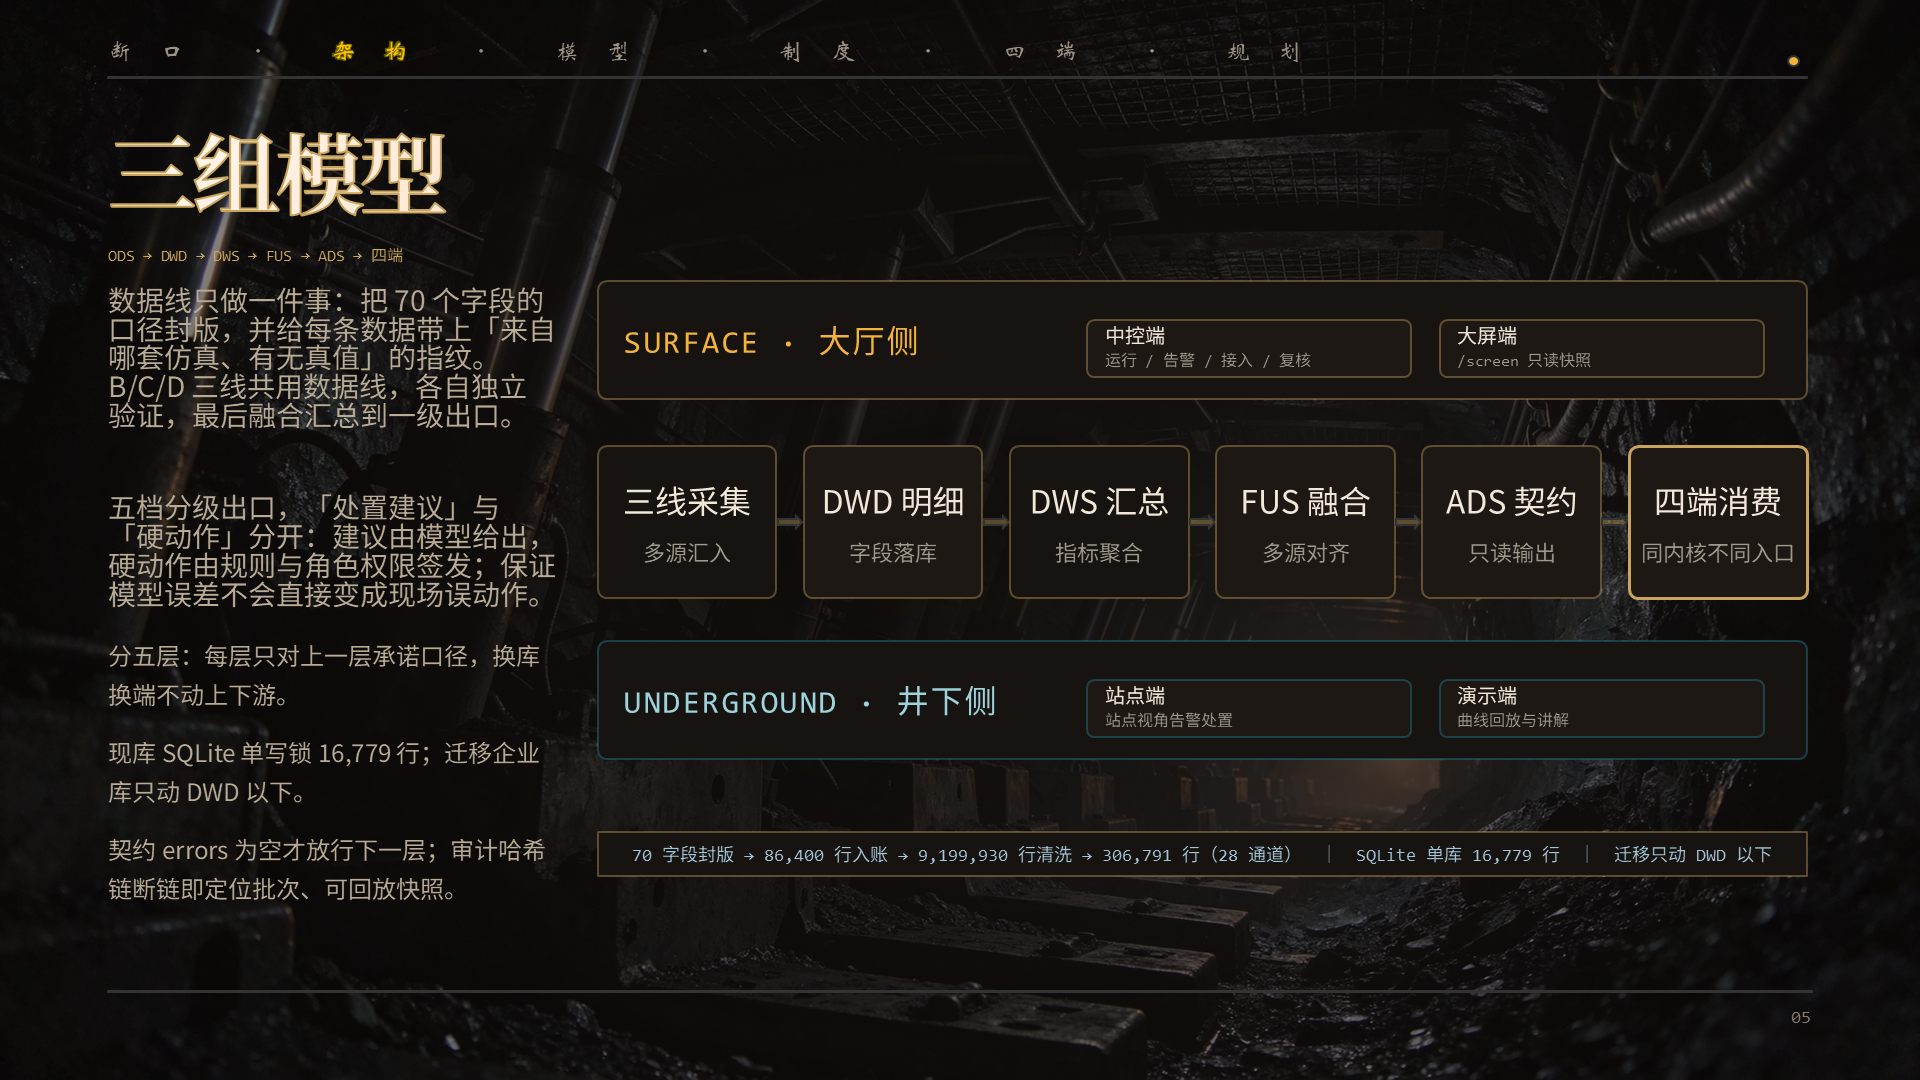 断口 · 架构 · 模型 · 制度 · 四端 · 规划
三组模型
ODS → DWD → DWS → FUS → ADS → 四端
数据线只做一件事：把 70 个字段的
口径封版，并给每条数据带上「来自
哪套仿真、有无真值」的指纹。
B/C/D 三线共用数据线，各自独立
验证，最后融合汇总到一级出口。
五档分级出口，「处置建议」与
「硬动作」分开：建议由模型给出，
硬动作由规则与角色权限签发；保证
模型误差不会直接变成现场误动作。
分五层：每层只对上一层承诺口径，换库
换端不动上下游。
现库 SQLite 单写锁 16,779 行；迁移企业
库只动 DWD 以下。
契约 errors 为空才放行下一层；审计哈希
链断链即定位批次、可回放快照。
SURFACE · 大厅侧
中控端
运行 / 告警 / 接入 / 复核
大屏端
/screen 只读快照
三线采集
多源汇入
DWD 明细
字段落库
DWS 汇总
指标聚合
FUS 融合
多源对齐
ADS 契约
只读输出
四端消费
同内核不同入口
UNDERGROUND · 井下侧
站点端
站点视角告警处置
演示端
曲线回放与讲解
70 字段封版 → 86,400 行入账 → 9,199,930 行清洗 → 306,791 行（28 通道） | SQLite 单库 16,779 行 | 迁移只动 DWD 以下
05